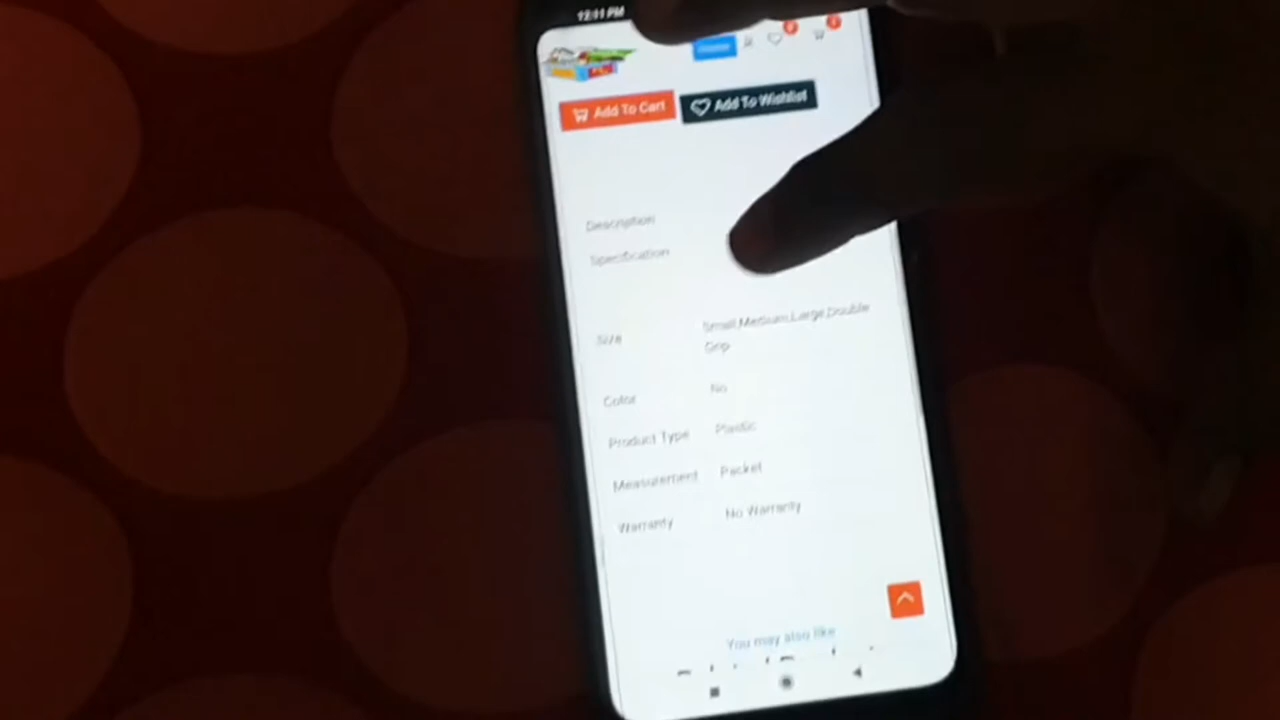 12:01 PM
Add To Cart
Add To Wishlist
Description
Specification
Size
Small,Medium,Large,Double
Grip
Color
No
Product Type
Plastic
Measurement
Packet
Warranty
No Warranty
You may also like